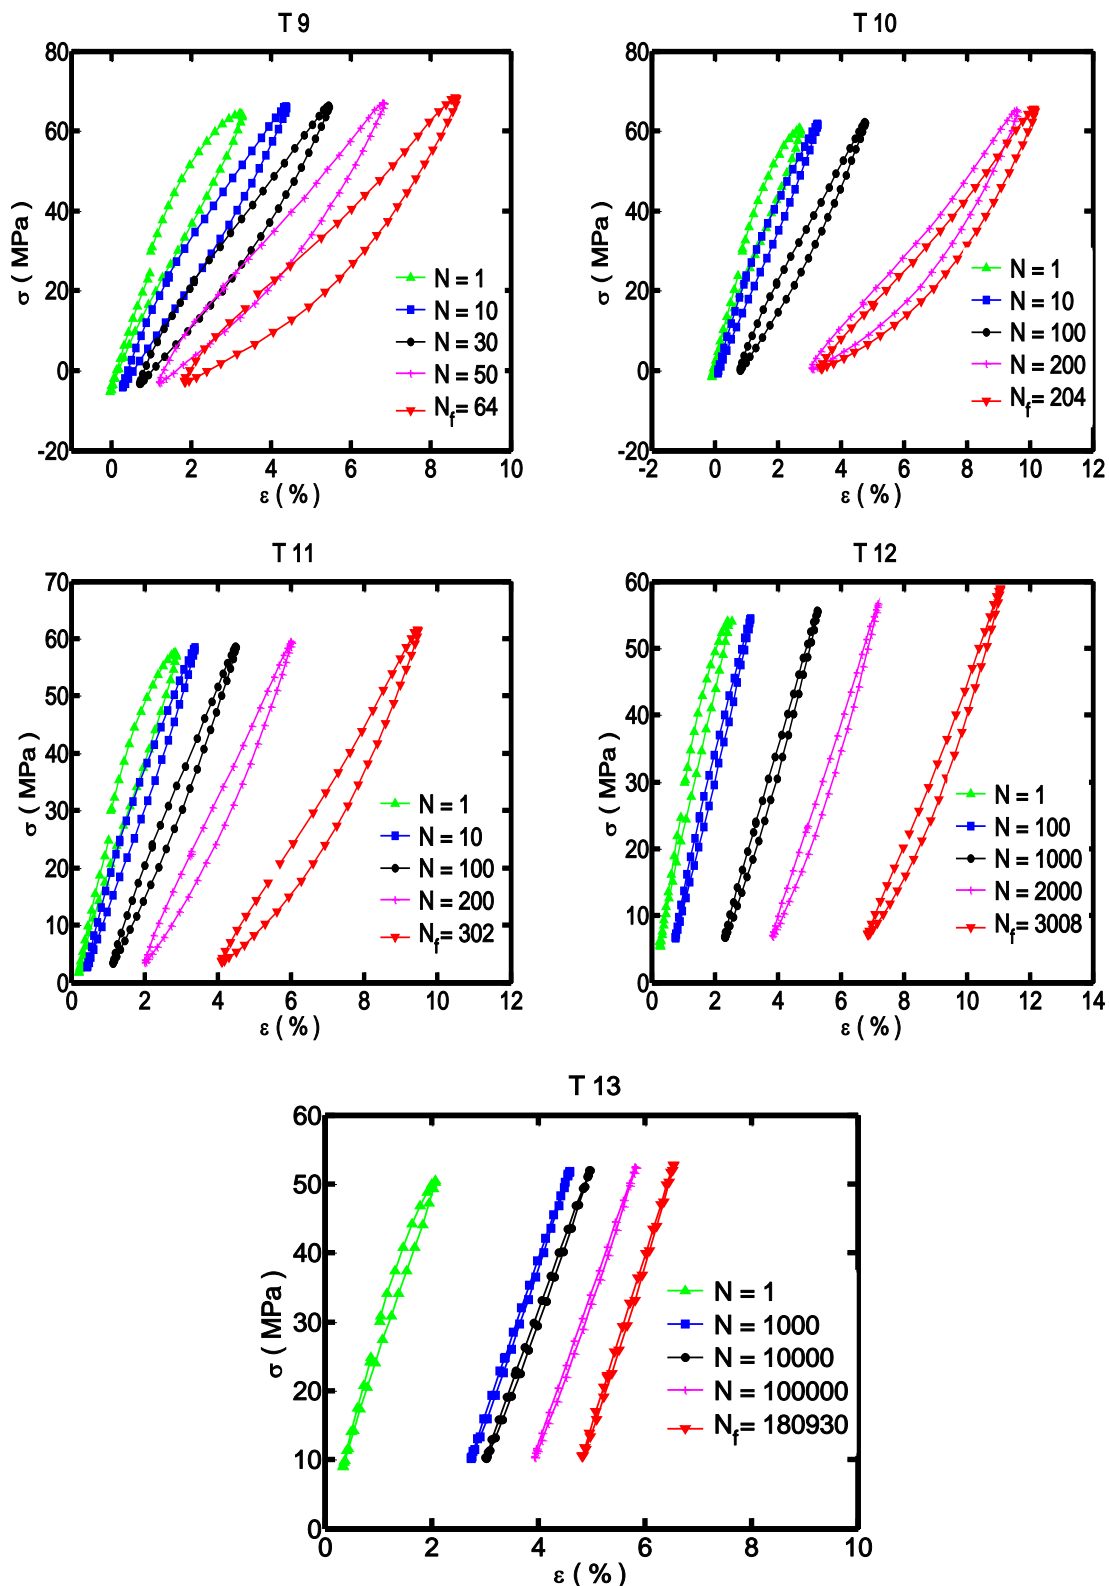 T 9
80
60
40
20
0
-20
σ ( MPa)
0 2 4 6 8 10
ε ( % )
N = 1
N = 10
N = 30
N = 50
Nf= 64
T 10
80
60
40
20
0
-20
σ ( MPa)
-2 0 2 4 6 8 10 12
ε ( % )
N = 1
N = 10
N = 100
N = 200
Nf= 204
T 11
70
60
50
40
30
20
10
0
σ ( MPa)
0 2 4 6 8 10 12
ε ( % )
N = 1
N = 10
N = 100
N = 200
Nf= 302
T 12
60
50
40
30
20
10
0
σ ( MPa)
0 2 4 6 8 10 12 14
ε ( % )
N = 1
N = 100
N = 1000
N = 2000
Nf= 3008
T 13
60
50
40
30
20
10
0
σ ( MPa)
0 2 4 6 8 10
ε ( % )
N = 1
N = 1000
N = 10000
N = 100000
Nf= 180930